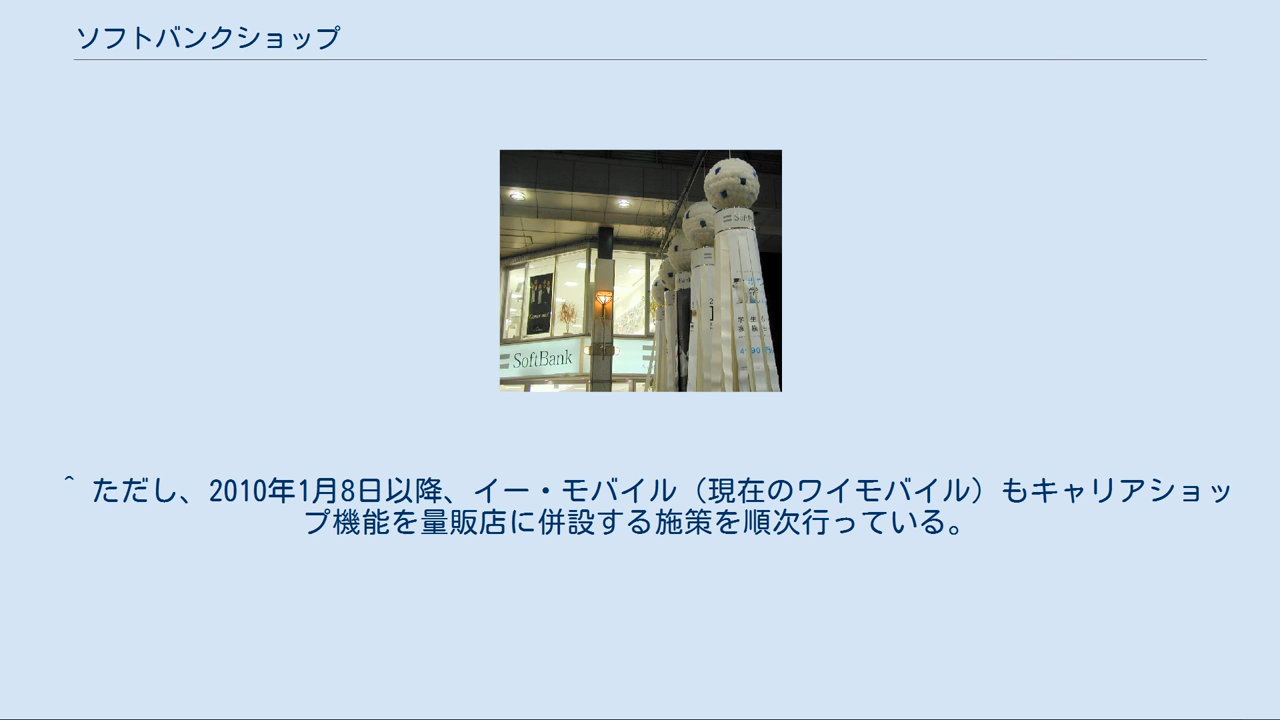 ソフトバンクショップ
SoftBank
^ ただし、2010年1月8日以降、イー・モバイル（現在のワイモバイル）もキャリアショッ
プ機能を量販店に併設する施策を順次行っている。